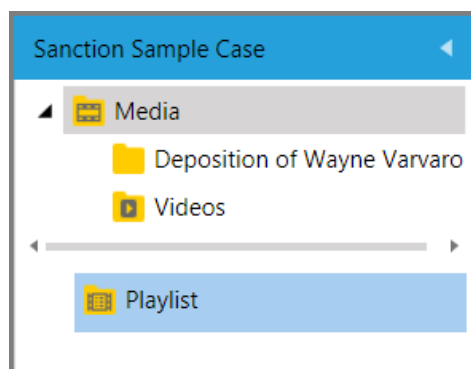 Sanction Sample Case
Media
Deposition of Wayne Varvaro
Videos
Playlist